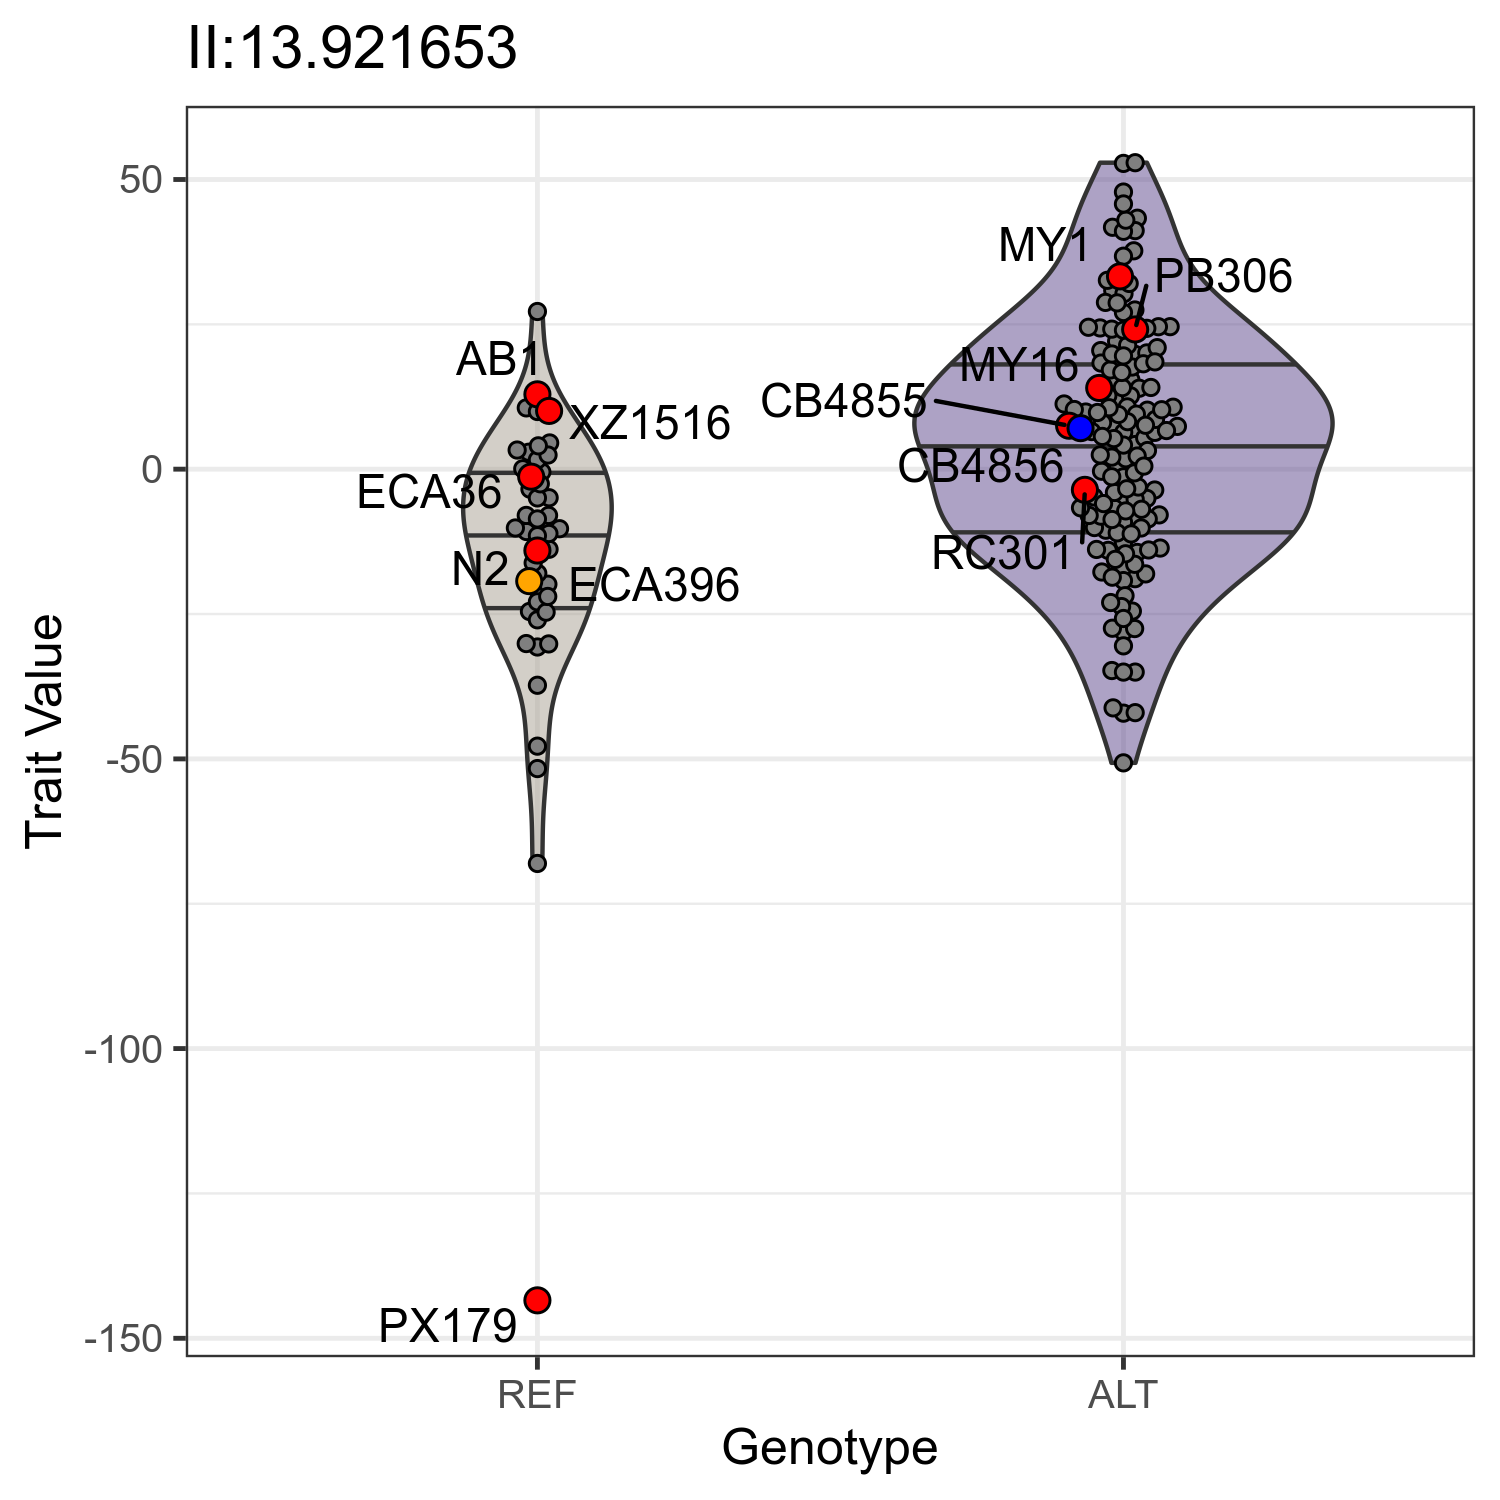 II:13.921653
Trait Value
50
0
-50
-100
-150
MY1
PB306
AB1
MY16
CB4855
XZ1516
CB4856
ECA36
RC301
N2
ECA396
PX179
REF
ALT
Genotype